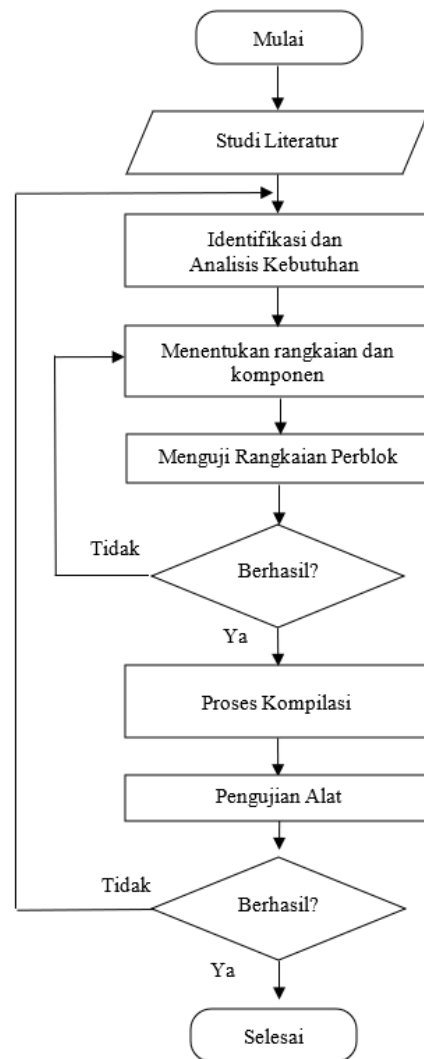 Mulai
Studi Literatur
Identifikasi dan
Analisis Kebutuhan
Menentukan rangkaian dan
komponen
Menguji Rangkaian Perblok
Tidak
Berhasil?
Ya
Proses Kompilasi
Pengujian Alat
Tidak
Berhasil?
Ya
Selesai